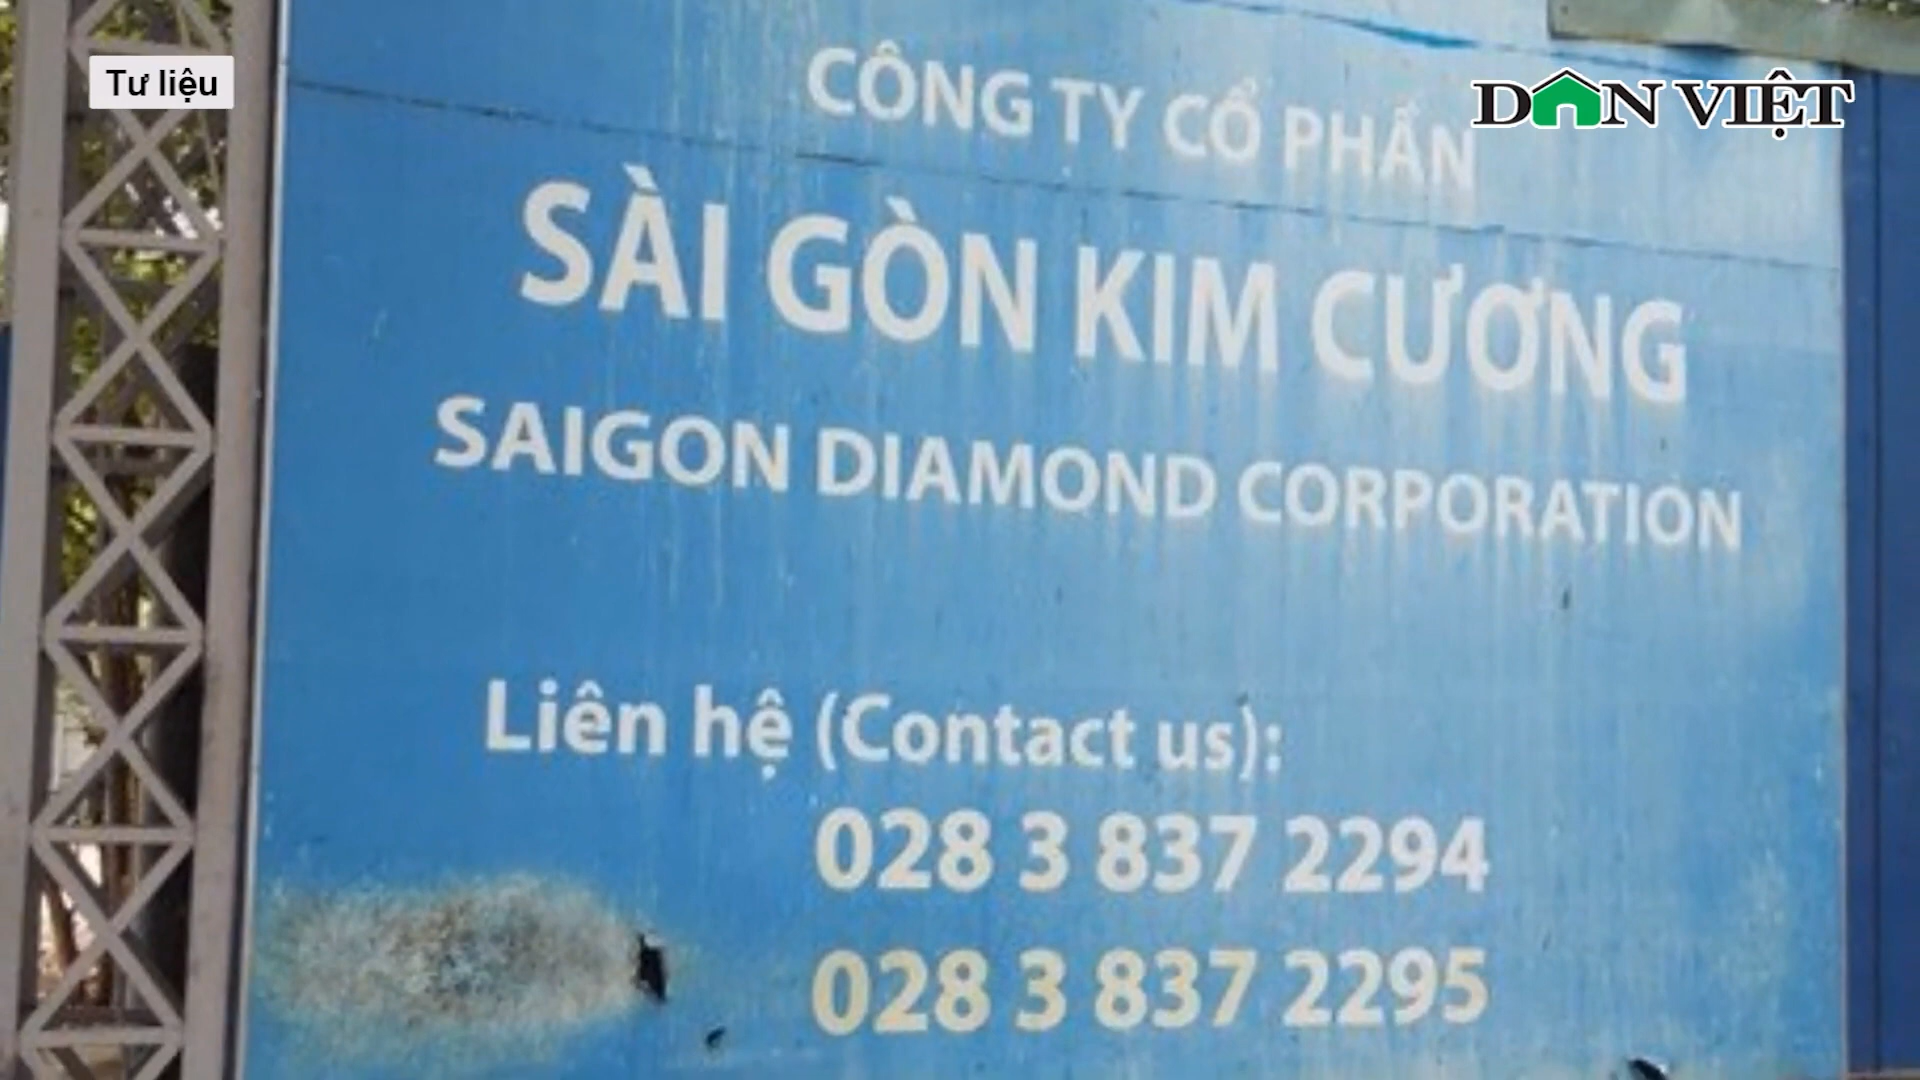 Tư liệu
DÂN VIỆT
CÔNG TY CỔ PHẦN
SÀI GÒN KIM CƯƠNG
SAIGON DIAMOND CORPORATION
Liên hệ (Contact us):
028 3 837 2294
028 3 837 2295